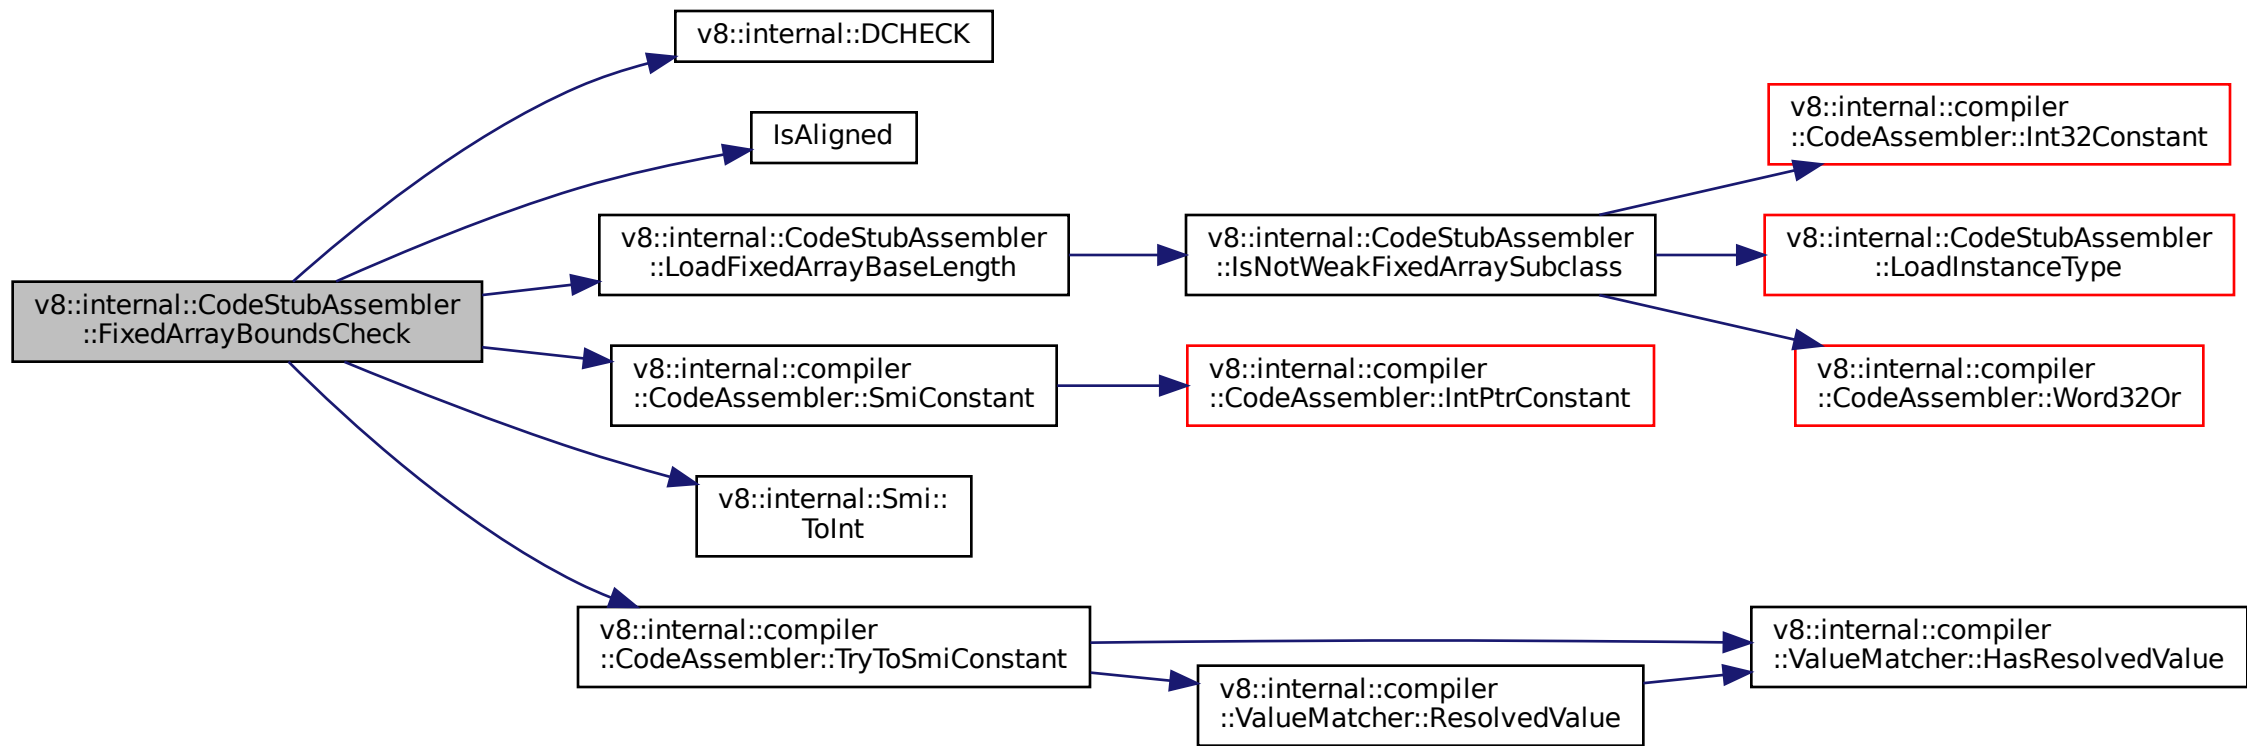 v8::internal::CodeStubAssembler
::FixedArrayBoundsCheck
v8::internal::DCHECK
IsAligned
v8::internal::CodeStubAssembler
::LoadFixedArrayBaseLength
v8::internal::compiler
::CodeAssembler::SmiConstant
v8::internal::Smi::
ToInt
v8::internal::compiler
::CodeAssembler::TryToSmiConstant
v8::internal::CodeStubAssembler
::IsNotWeakFixedArraySubclass
v8::internal::compiler
::CodeAssembler::IntPtrConstant
v8::internal::compiler
::ValueMatcher::ResolvedValue
v8::internal::compiler
::CodeAssembler::Int32Constant
v8::internal::CodeStubAssembler
::LoadInstanceType
v8::internal::compiler
::CodeAssembler::Word32Or
v8::internal::compiler
::ValueMatcher::HasResolvedValue